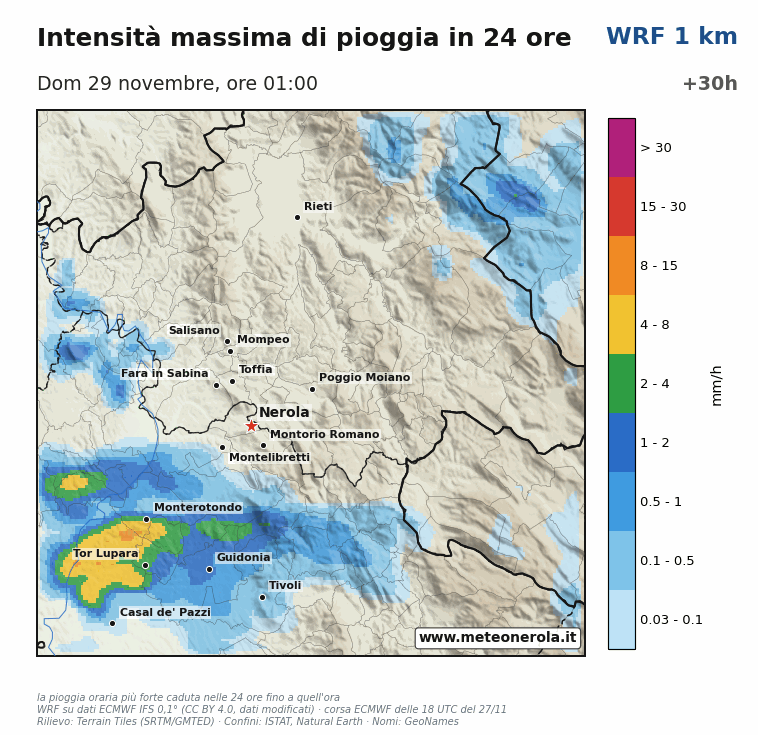 Intensità massima di pioggia in 24 ore
WRF 1 km
Dom 29 novembre, ore 01:00
+30h
Rieti
Salisano
Mompeo
Toffia
Fara in Sabina
Poggio Moiano
Nerola
Montorio Romano
Montelibretti
Monterotondo
Tor Lupara
Guidonia
Tivoli
Casal de' Pazzi
www.meteonerola.it
> 30
15 - 30
8 - 15
4 - 8
2 - 4
1 - 2
0.5 - 1
0.1 - 0.5
0.03 - 0.1
mm/h
la pioggia oraria più forte caduta nelle 24 ore fino a quell'ora
WRF su dati ECMWF IFS 0,1° (CC BY 4.0, dati modificati) · corsa ECMWF delle 18 UTC del 27/11
Rilievo: Terrain Tiles (SRTM/GMTED) · Confini: ISTAT, Natural Earth · Nomi: GeoNames